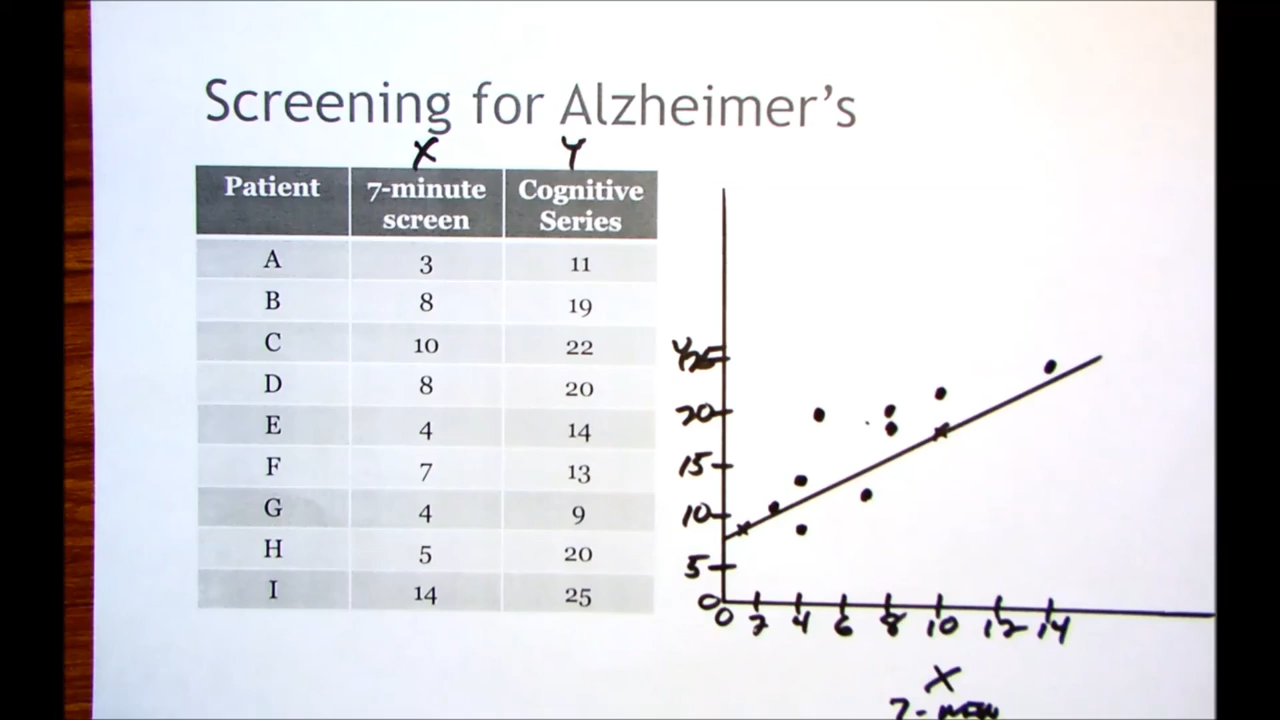 Screening for Alzheimer's
X Y
Patient 7-minute screen Cognitive Series
A 3 11
B 8 19
C 10 22
D 8 20
E 4 14
F 7 13
G 4 9
H 5 20
I 14 25
Y 25
20
15
10
5
0
0 2 4 6 8 10 12 14
X
7-